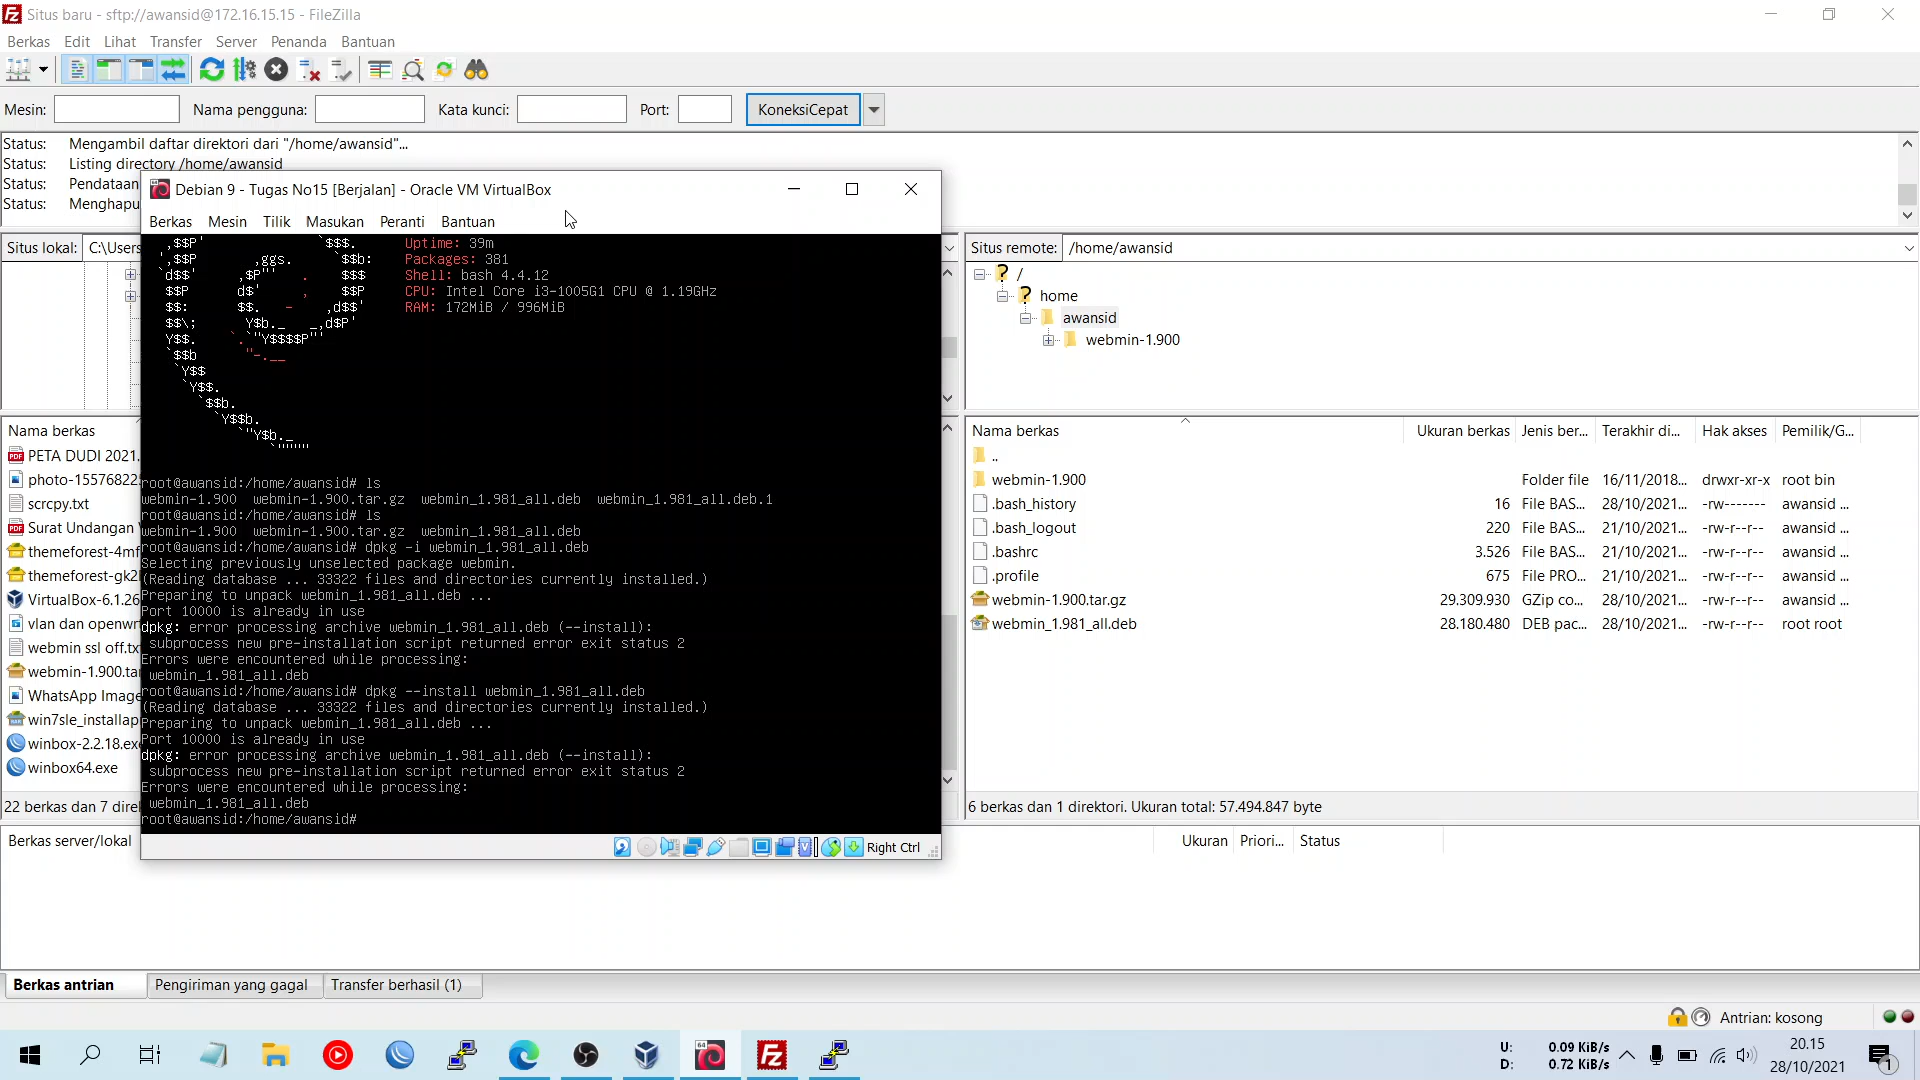 Situs baru - sftp://awansid@172.16.15.15 - FileZilla
Berkas Edit Lihat Transfer Server Penanda Bantuan
Mesin: Nama pengguna: Kata kunci: Port: KoneksiCepat
Status: Mengambil daftar direktori dari "/home/awansid"...
Status: Listing directory /home/awansid
Status: Pendataan
Status: Menghapu
Debian 9 - Tugas No15 [Berjalan] - Oracle VM VirtualBox
Berkas Mesin Tilik Masukan Peranti Bantuan
Uptime: 39m
Packages: 381
Shell: bash 4.4.12
CPU: Intel Core i3-1005G1 CPU @ 1.19GHz
RAM: 172MiB / 996MiB
root@awansid:/home/awansid# ls
webmin-1.900 webmin-1.900.tar.gz webmin_1.981_all.deb webmin_1.981_all.deb.1
root@awansid:/home/awansid# ls
webmin-1.900 webmin-1.900.tar.gz webmin_1.981_all.deb
root@awansid:/home/awansid# dpkg -i webmin_1.981_all.deb
Selecting previously unselected package webmin.
(Reading database ... 33322 files and directories currently installed.)
Preparing to unpack webmin_1.981_all.deb ...
Port 10000 is already in use
dpkg: error processing archive webmin_1.981_all.deb (--install):
subprocess new pre-installation script returned error exit status 2
Errors were encountered while processing:
webmin_1.981_all.deb
root@awansid:/home/awansid# dpkg --install webmin_1.981_all.deb
(Reading database ... 33322 files and directories currently installed.)
Preparing to unpack webmin_1.981_all.deb ...
Port 10000 is already in use
dpkg: error processing archive webmin_1.981_all.deb (--install):
subprocess new pre-installation script returned error exit status 2
Errors were encountered while processing:
webmin_1.981_all.deb
root@awansid:/home/awansid#
Right Ctrl
Situs lokal: C:\Users
Nama berkas
PETA DUDI 2021.
photo-15576822
scrcpy.txt
Surat Undangan
themeforest-4mf
themeforest-gk2
VirtualBox-6.1.26
vlan dan openwr
webmin ssl off.tx
webmin-1.900.tar
WhatsApp Image
win7sle_installap
winbox-2.2.18.exe
winbox64.exe
22 berkas dan 7 dire
Situs remote: /home/awansid
/
home
awansid
webmin-1.900
Nama berkas Ukuran berkas Jenis ber... Terakhir di... Hak akses Pemilik/G...
..
webmin-1.900 Folder file 16/11/2018... drwxr-xr-x root bin
.bash_history 16 File BAS... 28/10/2021... -rw------- awansid ...
.bash_logout 220 File BAS... 21/10/2021... -rw-r--r-- awansid ...
.bashrc 3.526 File BAS... 21/10/2021... -rw-r--r-- awansid ...
.profile 675 File PRO... 21/10/2021... -rw-r--r-- awansid ...
webmin-1.900.tar.gz 29.309.930 GZip co... 28/10/2021... -rw-r--r-- awansid ...
webmin_1.981_all.deb 28.180.480 DEB pac... 28/10/2021... -rw-r--r-- root root
6 berkas dan 1 direktori. Ukuran total: 57.494.847 byte
Berkas server/lokal Ukuran Priori... Status
Berkas antrian Pengiriman yang gagal Transfer berhasil (1)
Antrian: kosong
U: 0.09 KiB/s
D: 0.72 KiB/s
20.15
28/10/2021
1